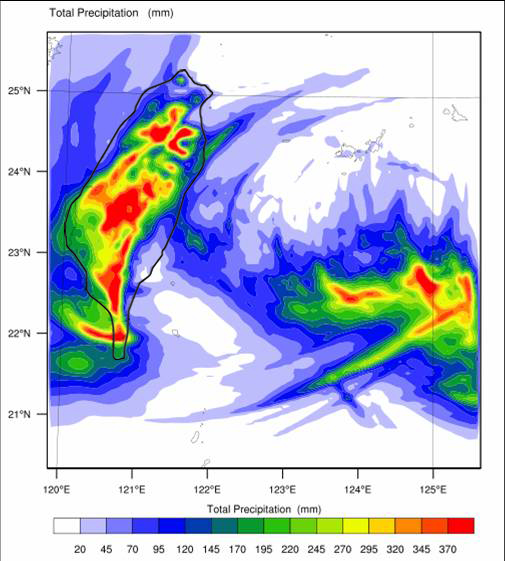 Total Precipitation (mm)
25°N
24°N
23°N
22°N
21°N
120°E 121°E 122°E 123°E 124°E 125°E
Total Precipitation (mm)
20 45 70 95 120 145 170 195 220 245 270 295 320 345 370